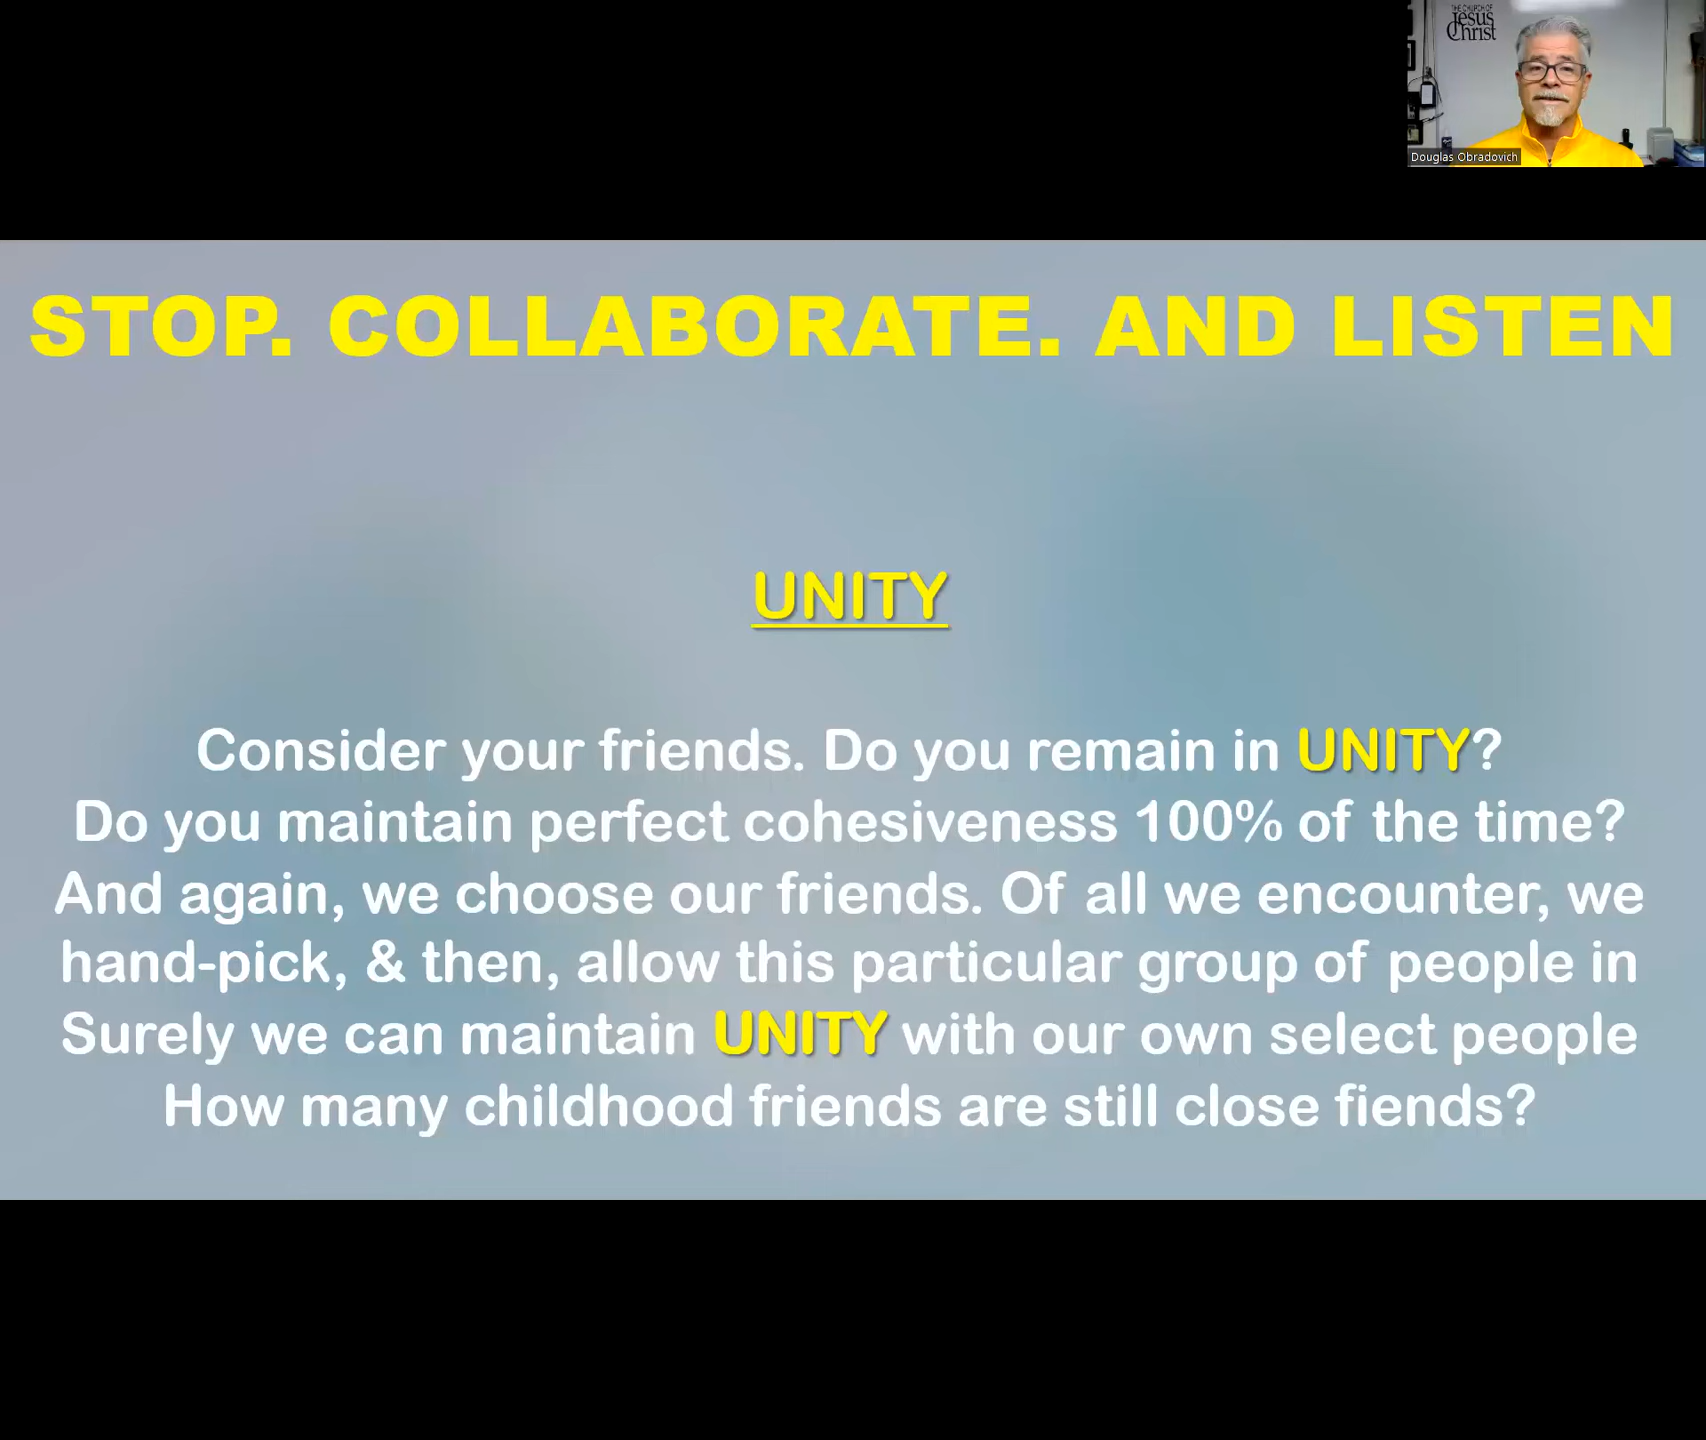 THE CHURCH OF
Jesus
Christ
Douglas Obradovich
STOP. COLLABORATE. AND LISTEN
UNITY
Consider your friends. Do you remain in UNITY?
Do you maintain perfect cohesiveness 100% of the time?
And again, we choose our friends. Of all we encounter, we
hand-pick, & then, allow this particular group of people in
Surely we can maintain UNITY with our own select people
How many childhood friends are still close fiends?